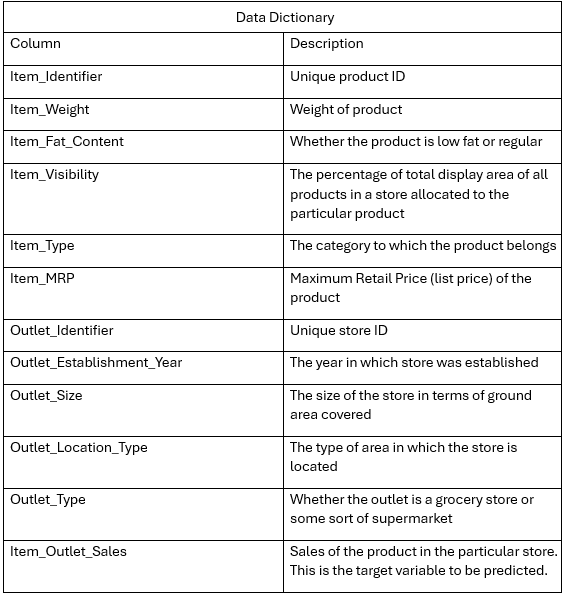 Data Dictionary
Column Description
Item_Identifier Unique product ID
Item_Weight Weight of product
Item_Fat_Content Whether the product is low fat or regular
Item_Visibility The percentage of total display area of all
products in a store allocated to the
particular product
Item_Type The category to which the product belongs
Item_MRP Maximum Retail Price (list price) of the
product
Outlet_Identifier Unique store ID
Outlet_Establishment_Year The year in which store was established
Outlet_Size The size of the store in terms of ground
area covered
Outlet_Location_Type The type of area in which the store is
located
Outlet_Type Whether the outlet is a grocery store or
some sort of supermarket
Item_Outlet_Sales Sales of the product in the particular store.
This is the target variable to be predicted.